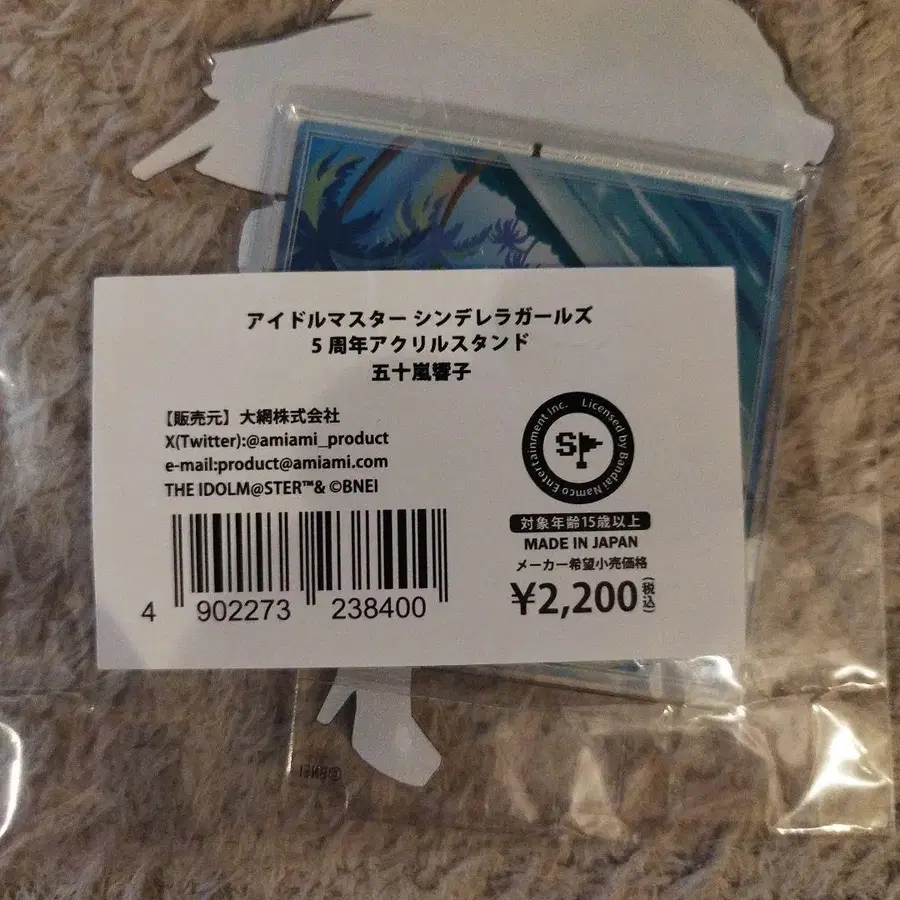 アイドルマスター シンデレラガールズ
5周年アクリルスタンド
五十嵐響子
【販売元】大網株式会社
X(Twitter):@amiami_product
e-mail:product@amiami.com
THE IDOLM@STER™& ©BNEI
4 902273 238400
Licensed by Bandai Namco Entertainment Inc.
S
対象年齢15歳以上
MADE IN JAPAN
メーカー希望小売価格
¥2,200(税込)
©BNEI